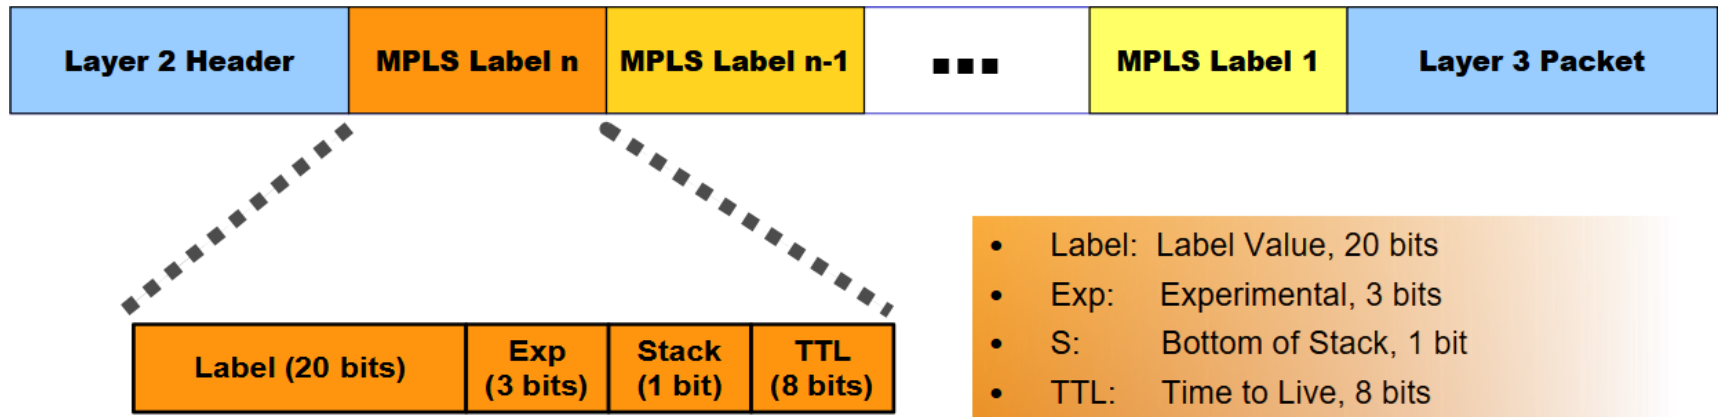 Layer 2 Header
MPLS Label n
MPLS Label n-1
...
MPLS Label 1
Layer 3 Packet
Label (20 bits)
Exp
(3 bits)
Stack
(1 bit)
TTL
(8 bits)
• Label: Label Value, 20 bits
• Exp: Experimental, 3 bits
• S: Bottom of Stack, 1 bit
• TTL: Time to Live, 8 bits